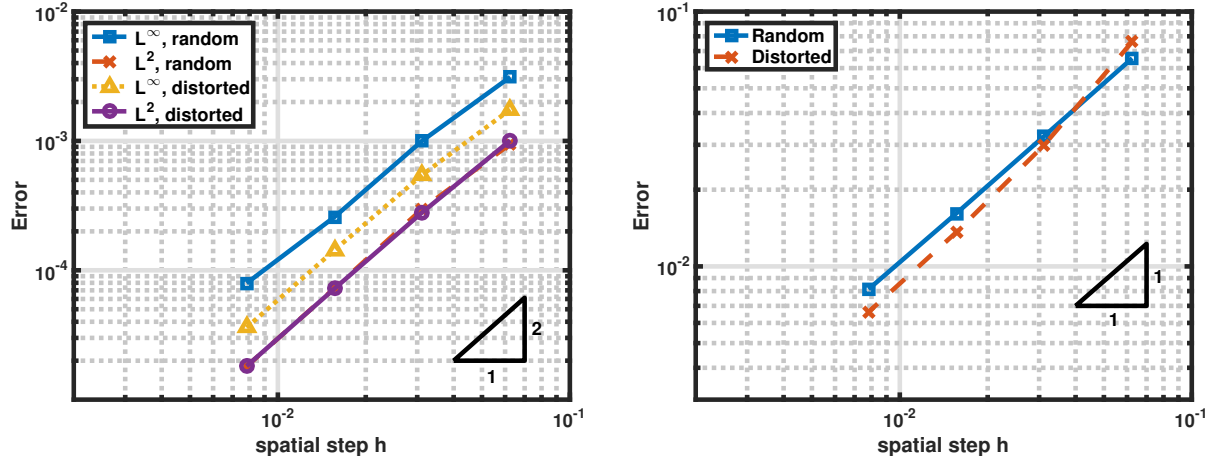 10^-2
10^-3
10^-4
Error
L^∞, random
L^2, random
L^∞, distorted
L^2, distorted
2
1
10^-2
10^-1
spatial step h
10^-1
10^-2
Error
Random
Distorted
1
1
10^-2
10^-1
spatial step h